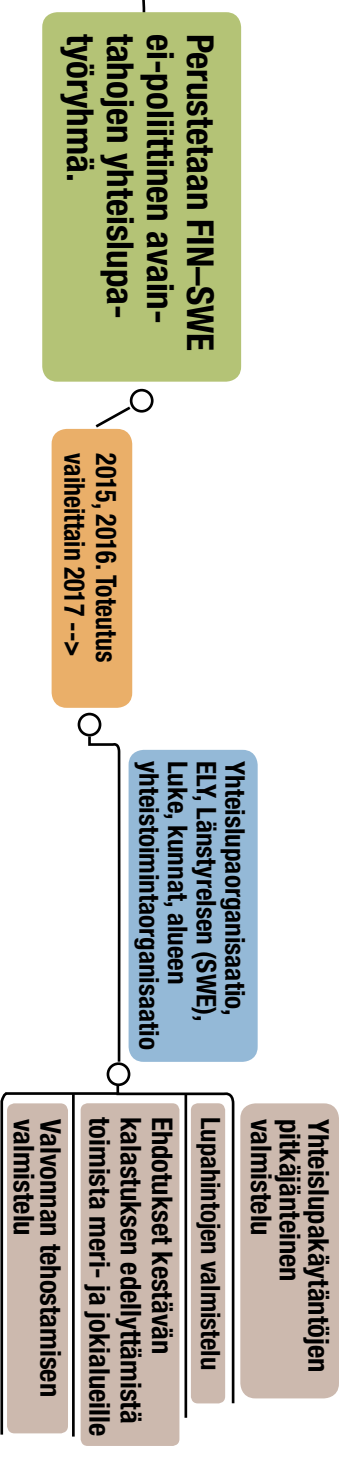 Perustetaan FIN–SWE
ei-poliittinen avain-
tahojen yhteislupa-
työryhmä.
2015, 2016. Toteutus
vaiheittain 2017 -->
Yhteislupaorganisaatio,
ELY, Länstyrelsen (SWE),
Luke, kunnat, alueen
yhteistoimintaorganisaatio
Yhteislupakäytäntöjen
pitkäjänteinen
valmistelu
Lupahintojen valmistelu
Ehdotukset kestävän
kalastuksen edellyttämistä
toimista meri- ja jokialueille
Valvonnan tehostamisen
valmistelu